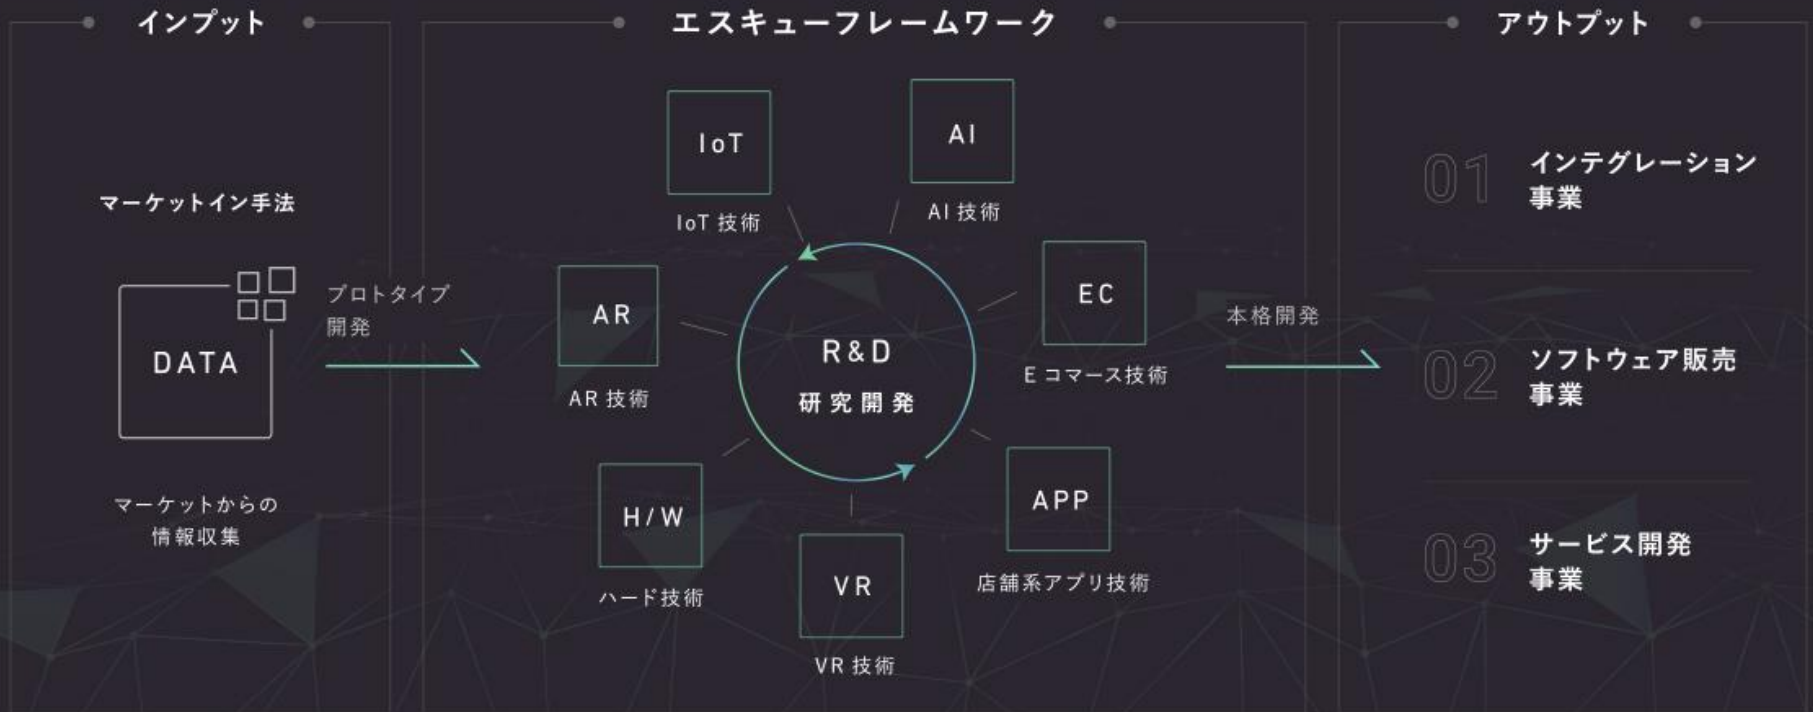 インプット
マーケットイン手法
DATA
マーケットからの
情報収集
プロトタイプ
開発
エスキューフレームワーク
IoT
IoT 技術
AI
AI 技術
AR
AR 技術
EC
E コマース技術
R&D
研究開発
H/W
ハード技術
VR
VR 技術
APP
店舗系アプリ技術
本格開発
アウトプット
01
インテグレーション
事業
02
ソフトウェア販売
事業
03
サービス開発
事業